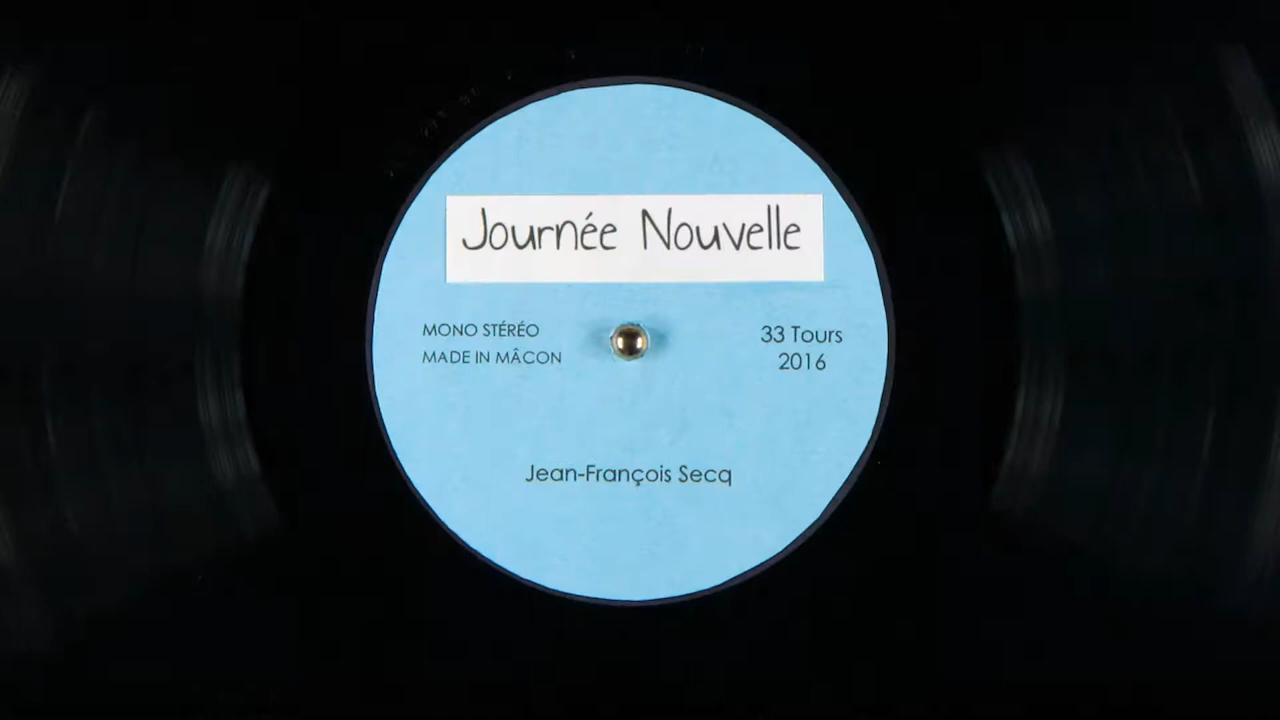 Journée Nouvelle
MONO STÉRÉO
MADE IN MÂCON
33 Tours
2016
Jean-François Secq